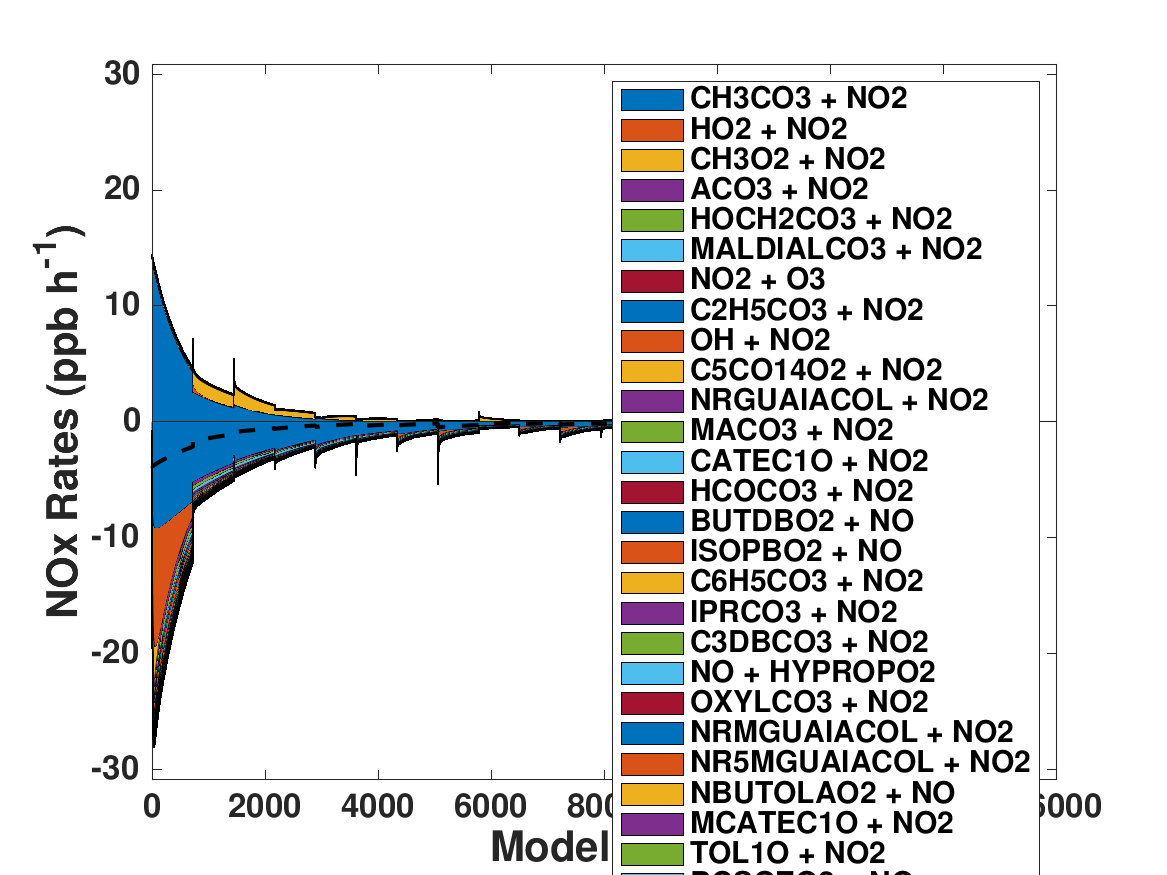 30
20
10
0
-10
-20
-30
NOx Rates (ppb h-1)
0
2000
4000
6000
6000
Model
CH3CO3 + NO2
HO2 + NO2
CH3O2 + NO2
ACO3 + NO2
HOCH2CO3 + NO2
MALDIALCO3 + NO2
NO2 + O3
C2H5CO3 + NO2
OH + NO2
C5CO14O2 + NO2
NRGUAIACOL + NO2
MACO3 + NO2
CATEC1O + NO2
HCOCO3 + NO2
BUTDBO2 + NO
ISOPBO2 + NO
C6H5CO3 + NO2
IPRCO3 + NO2
C3DBCO3 + NO2
NO + HYPROPO2
OXYLCO3 + NO2
NRMGUAIACOL + NO2
NR5MGUAIACOL + NO2
NBUTOLAO2 + NO
MCATEC1O + NO2
TOL1O + NO2